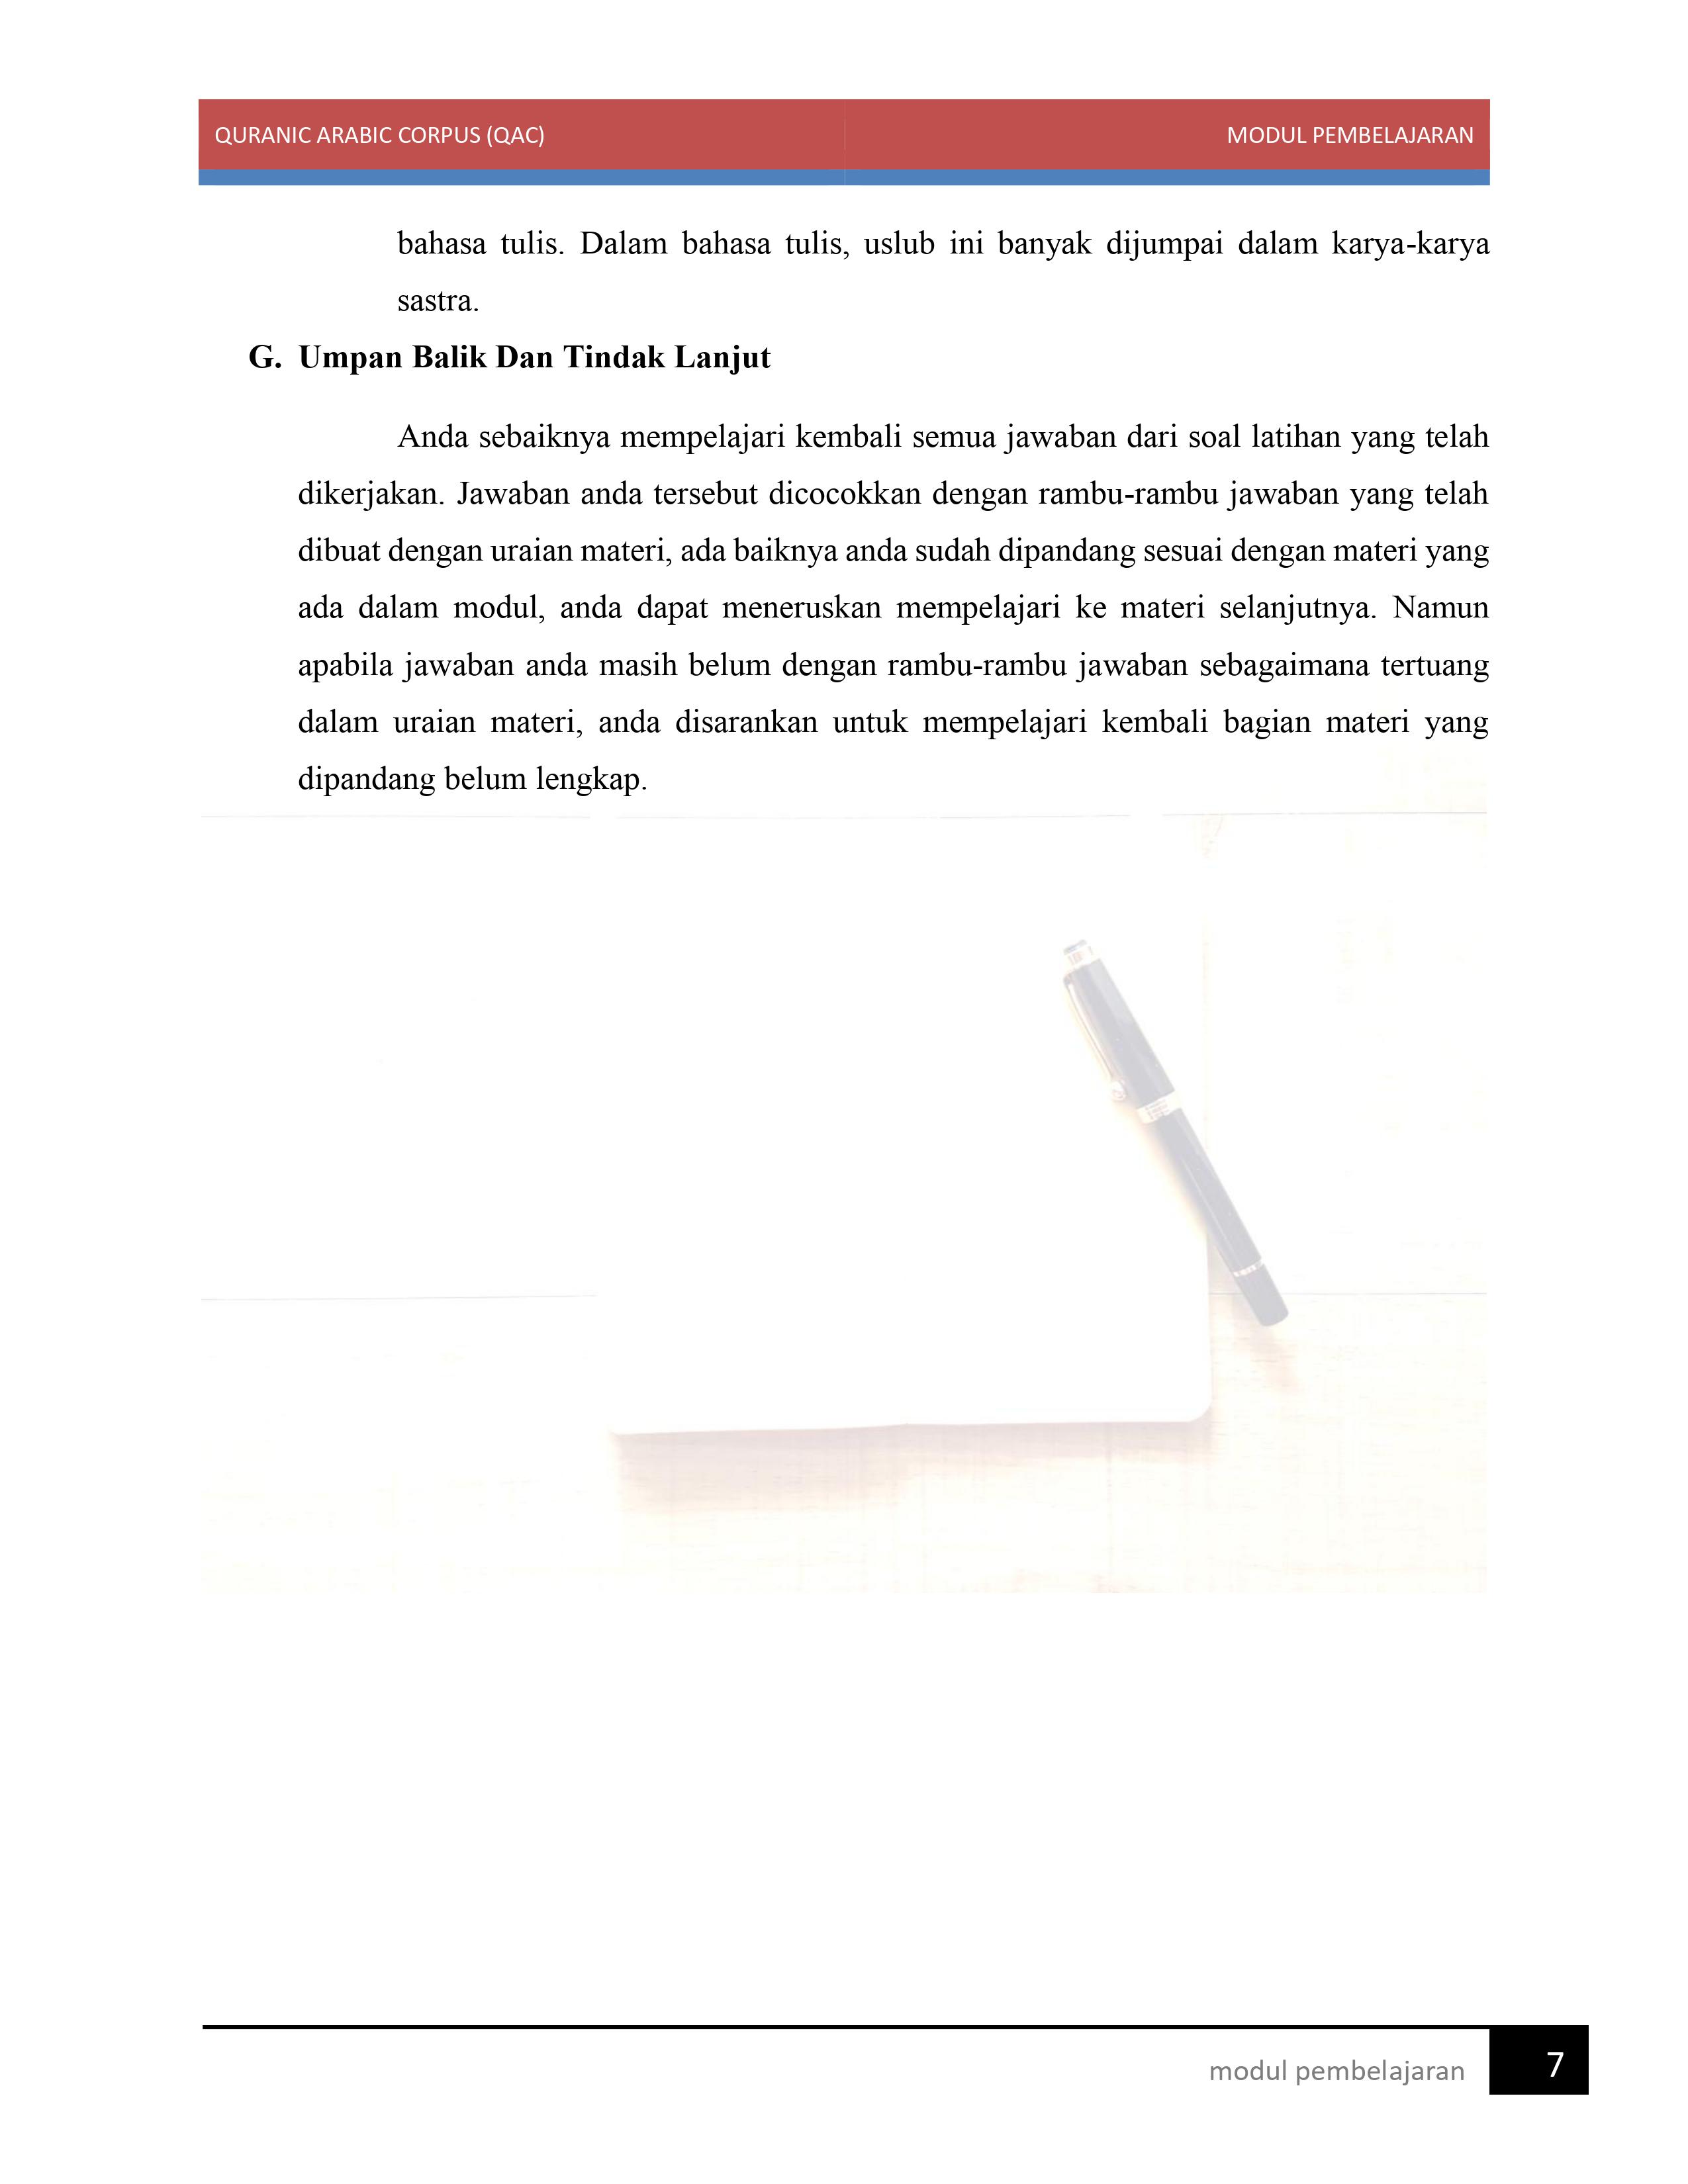 QURANIC ARABIC CORPUS (QAC)
MODUL PEMBELAJARAN
bahasa tulis. Dalam bahasa tulis, uslub ini banyak dijumpai dalam karya-karya
sastra.
G. Umpan Balik Dan Tindak Lanjut
Anda sebaiknya mempelajari kembali semua jawaban dari soal latihan yang telah
dikerjakan. Jawaban anda tersebut dicocokkan dengan rambu-rambu jawaban yang telah
dibuat dengan uraian materi, ada baiknya anda sudah dipandang sesuai dengan materi yang
ada dalam modul, anda dapat meneruskan mempelajari ke materi selanjutnya. Namun
apabila jawaban anda masih belum dengan rambu-rambu jawaban sebagaimana tertuang
dalam uraian materi, anda disarankan untuk mempelajari kembali bagian materi yang
dipandang belum lengkap.
modul pembelajaran
7